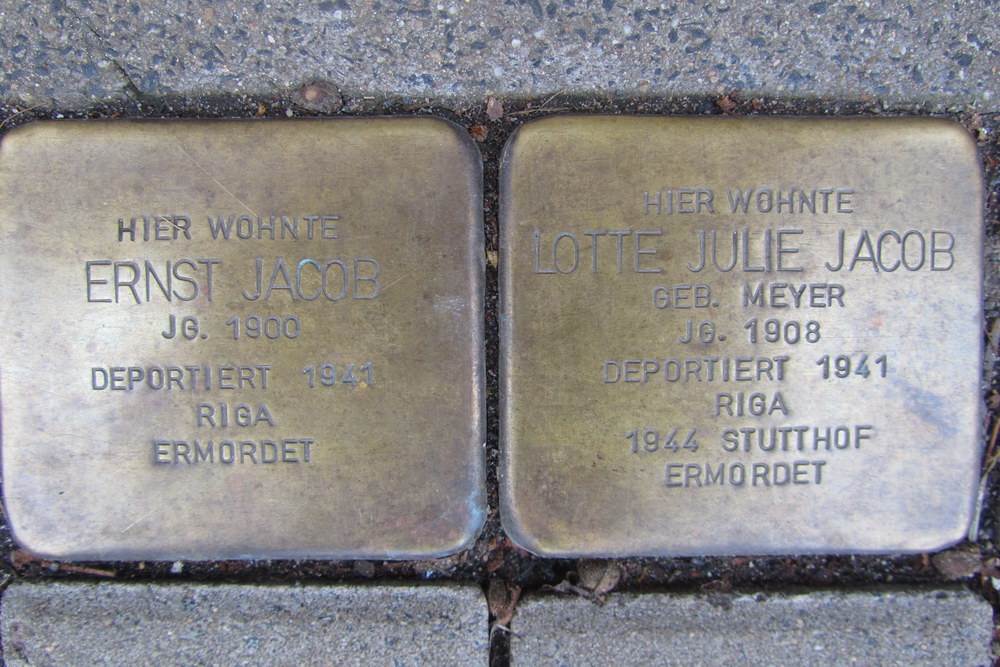 HIER WOHNTE
ERNST JACOB
JG. 1900
DEPORTIERT 1941
RIGA
ERMORDET
HIER WOHNTE
LOTTE JULIE JACOB
GEB. MEYER
JG. 1908
DEPORTIERT 1941
RIGA
1944 STUTTHOF
ERMORDET